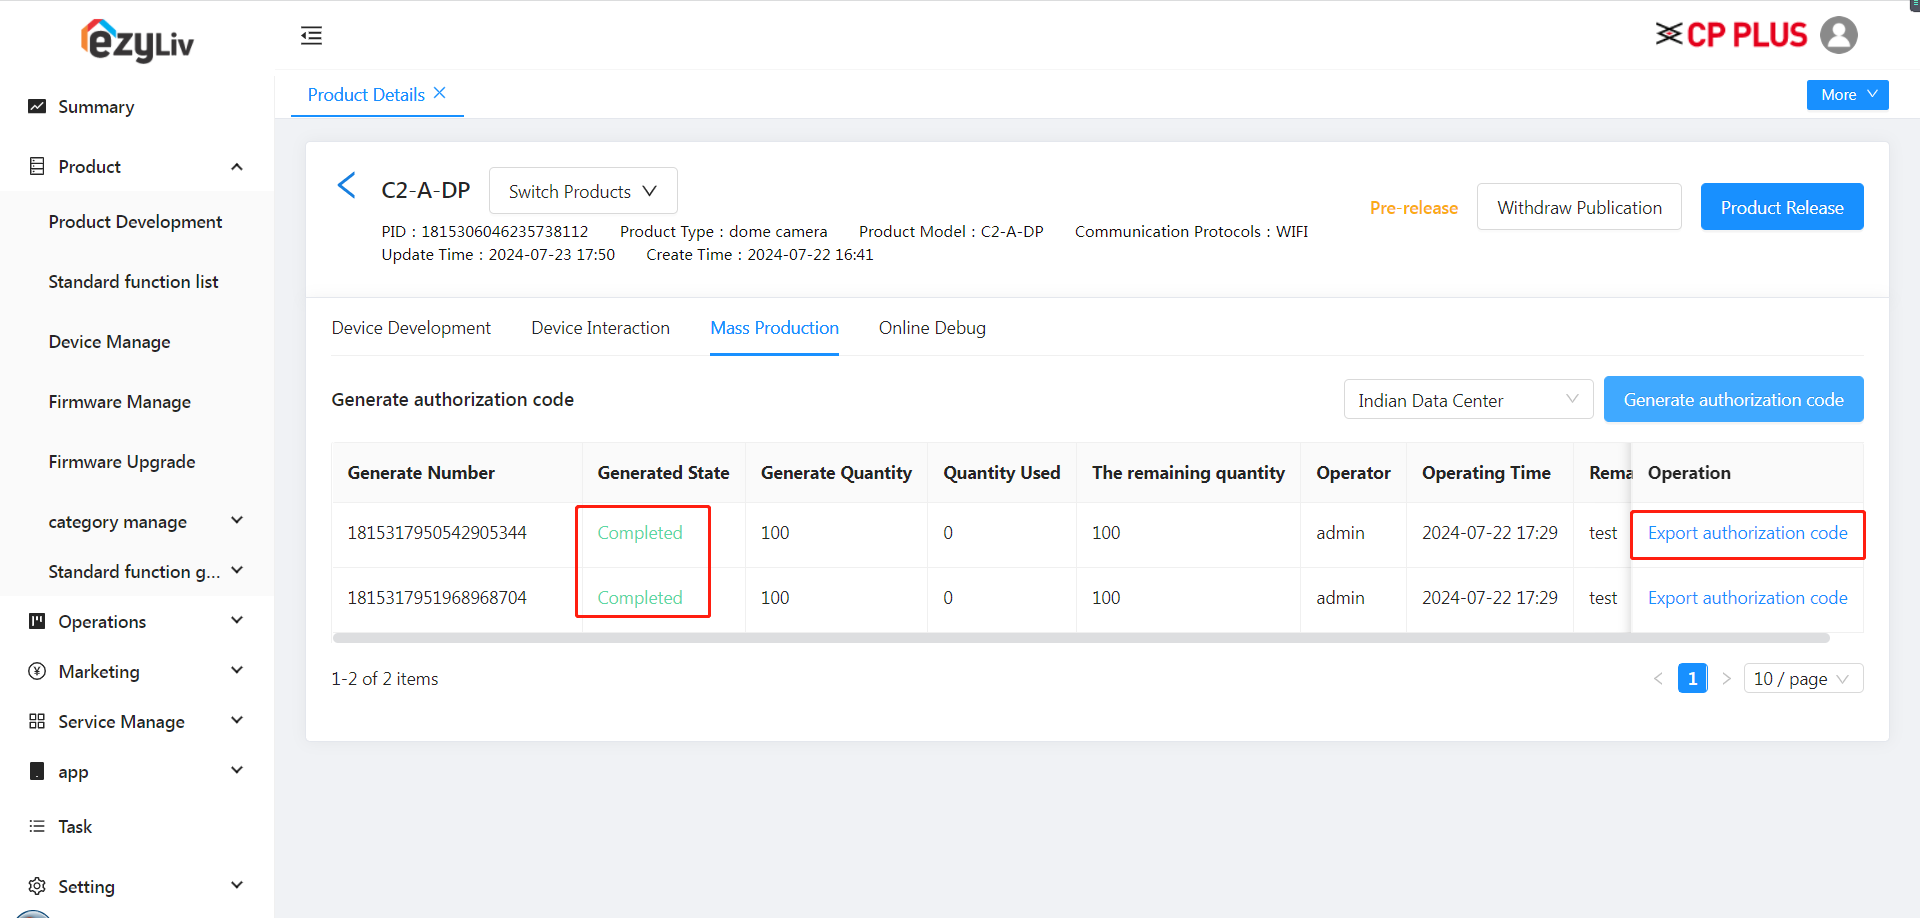 ezyLiv
CP PLUS
Summary
Product
Product Development
Standard function list
Device Manage
Firmware Manage
Firmware Upgrade
category manage
Standard function g...
Operations
Marketing
Service Manage
app
Task
Setting
Product Details
More
C2-A-DP
Switch Products
Pre-release
Withdraw Publication
Product Release
PID : 1815306046235738112 Product Type : dome camera Product Model : C2-A-DP Communication Protocols : WIFI
Update Time : 2024-07-23 17:50 Create Time : 2024-07-22 16:41
Device Development Device Interaction Mass Production Online Debug
Generate authorization code
Indian Data Center
Generate authorization code
Generate Number Generated State Generate Quantity Quantity Used The remaining quantity Operator Operating Time Rema Operation
1815317950542905344 Completed 100 0 100 admin 2024-07-22 17:29 test Export authorization code
1815317951968968704 Completed 100 0 100 admin 2024-07-22 17:29 test Export authorization code
1-2 of 2 items
< 1 > 10 / page